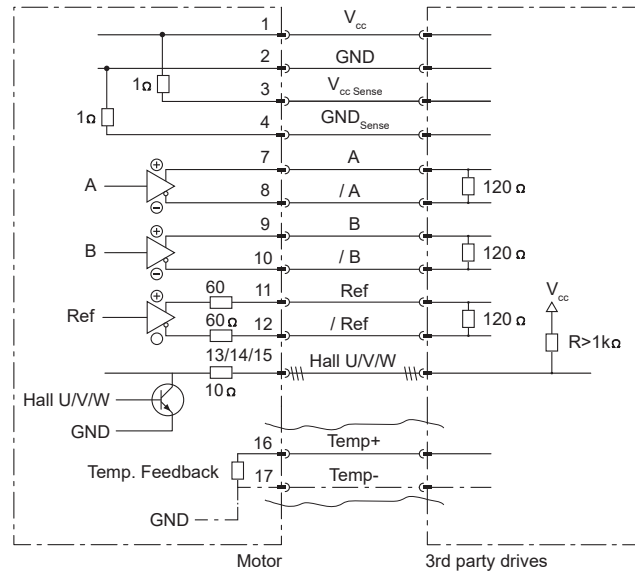 1 Vcc
2 GND
1Ω 3 Vcc Sense
1Ω 4 GNDSense
7 A
A 8 / A 120 Ω
9 B
B 10 / B 120 Ω
60 11 Ref Vcc
Ref 60Ω 12 / Ref 120 Ω
R>1kΩ
13/14/15 Hall U/V/W
10Ω
Hall U/V/W
GND
16 Temp+
Temp. Feedback 17 Temp-
GND
Motor 3rd party drives